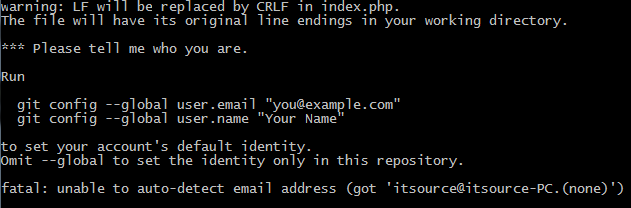 warning: LF will be replaced by CRLF in index.php.
The file will have its original line endings in your working directory.
*** Please tell me who you are.
Run
git config --global user.email "you@example.com"
git config --global user.name "Your Name"
to set your account's default identity.
Omit --global to set the identity only in this repository.
fatal: unable to auto-detect email address (got 'itsource@itsource-PC.(none)')